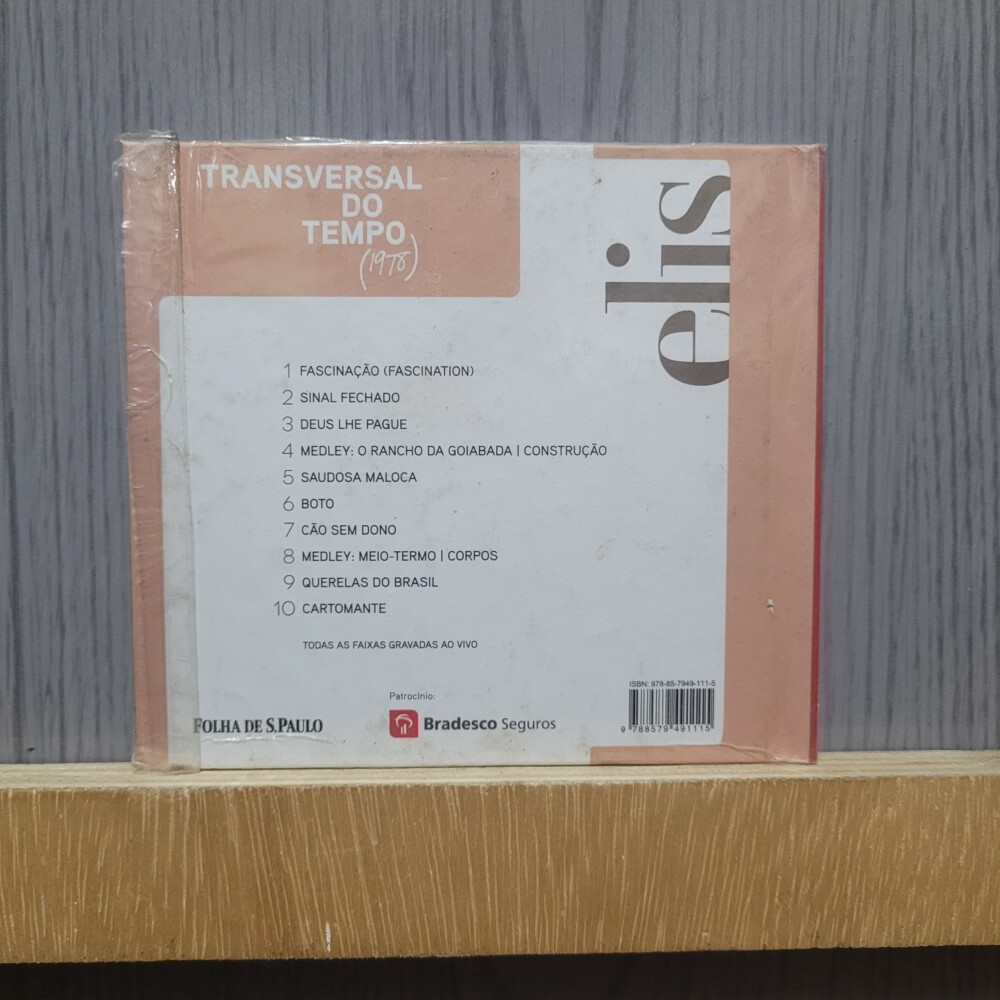 TRANSVERSAL
DO
TEMPO
(1978)
elis
1 FASCINAÇÃO (FASCINATION)
2 SINAL FECHADO
3 DEUS LHE PAGUE
4 MEDLEY: O RANCHO DA GOIABADA | CONSTRUÇÃO
5 SAUDOSA MALOCA
6 BOTO
7 CÃO SEM DONO
8 MEDLEY: MEIO-TERMO | CORPOS
9 QUERELAS DO BRASIL
10 CARTOMANTE
TODAS AS FAIXAS GRAVADAS AO VIVO
FOLHA DE S.PAULO
Patrocínio:
Bradesco Seguros
ISBN: 978-85-7949-111-5
9 788579 491115